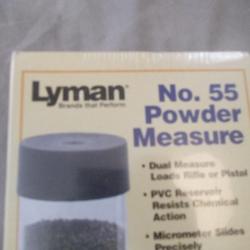 Lyman
Brands that Perform
No. 55
Powder
Measure
• Dual Measure
Loads Rifle or Pistol
• PVC Reservoir
Resists Chemical
Action
• Micrometer Slides
Precisely